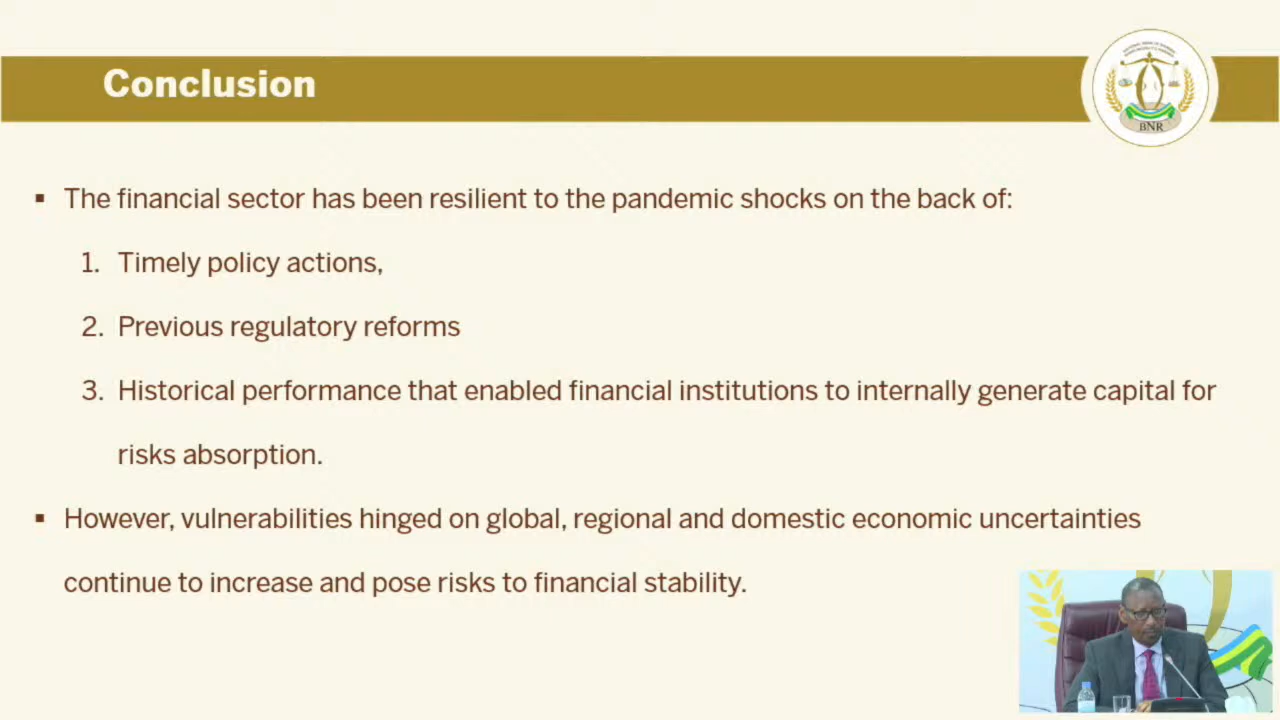 Conclusion
BNR
▪ The financial sector has been resilient to the pandemic shocks on the back of:
1. Timely policy actions,
2. Previous regulatory reforms
3. Historical performance that enabled financial institutions to internally generate capital for
risks absorption.
▪ However, vulnerabilities hinged on global, regional and domestic economic uncertainties
continue to increase and pose risks to financial stability.